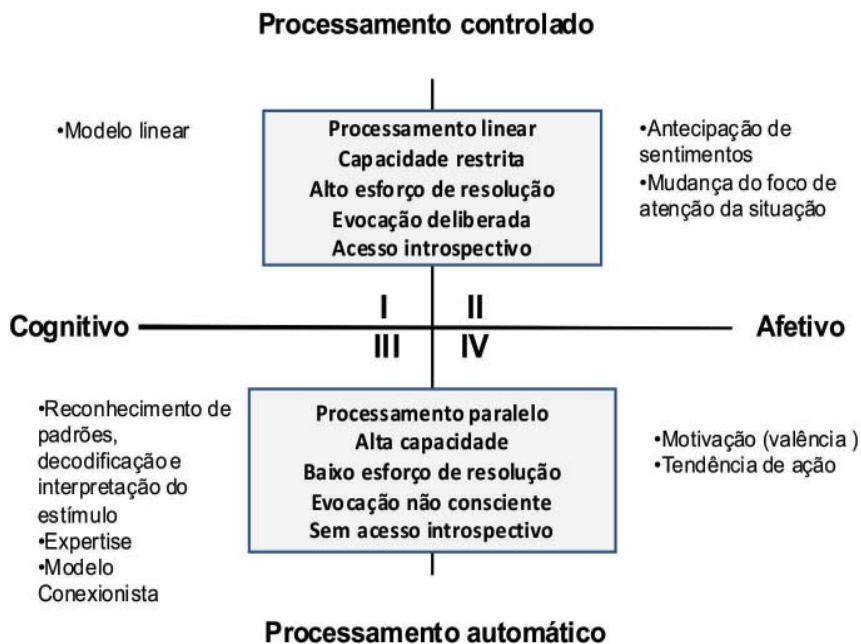 Processamento controlado
•Modelo linear
Processamento linear
Capacidade restrita
Alto esforço de resolução
Evocação deliberada
Acesso introspectivo
•Antecipação de
sentimentos
•Mudança do foco de
atenção da situação
I II
Cognitivo Afetivo
III IV
•Reconhecimento de
padrões,
decodificação e
interpretação do
estímulo
•Expertise
•Modelo
Conexionista
Processamento paralelo
Alta capacidade
Baixo esforço de resolução
Evocação não consciente
Sem acesso introspectivo
•Motivação (valência )
•Tendência de ação
Processamento automático